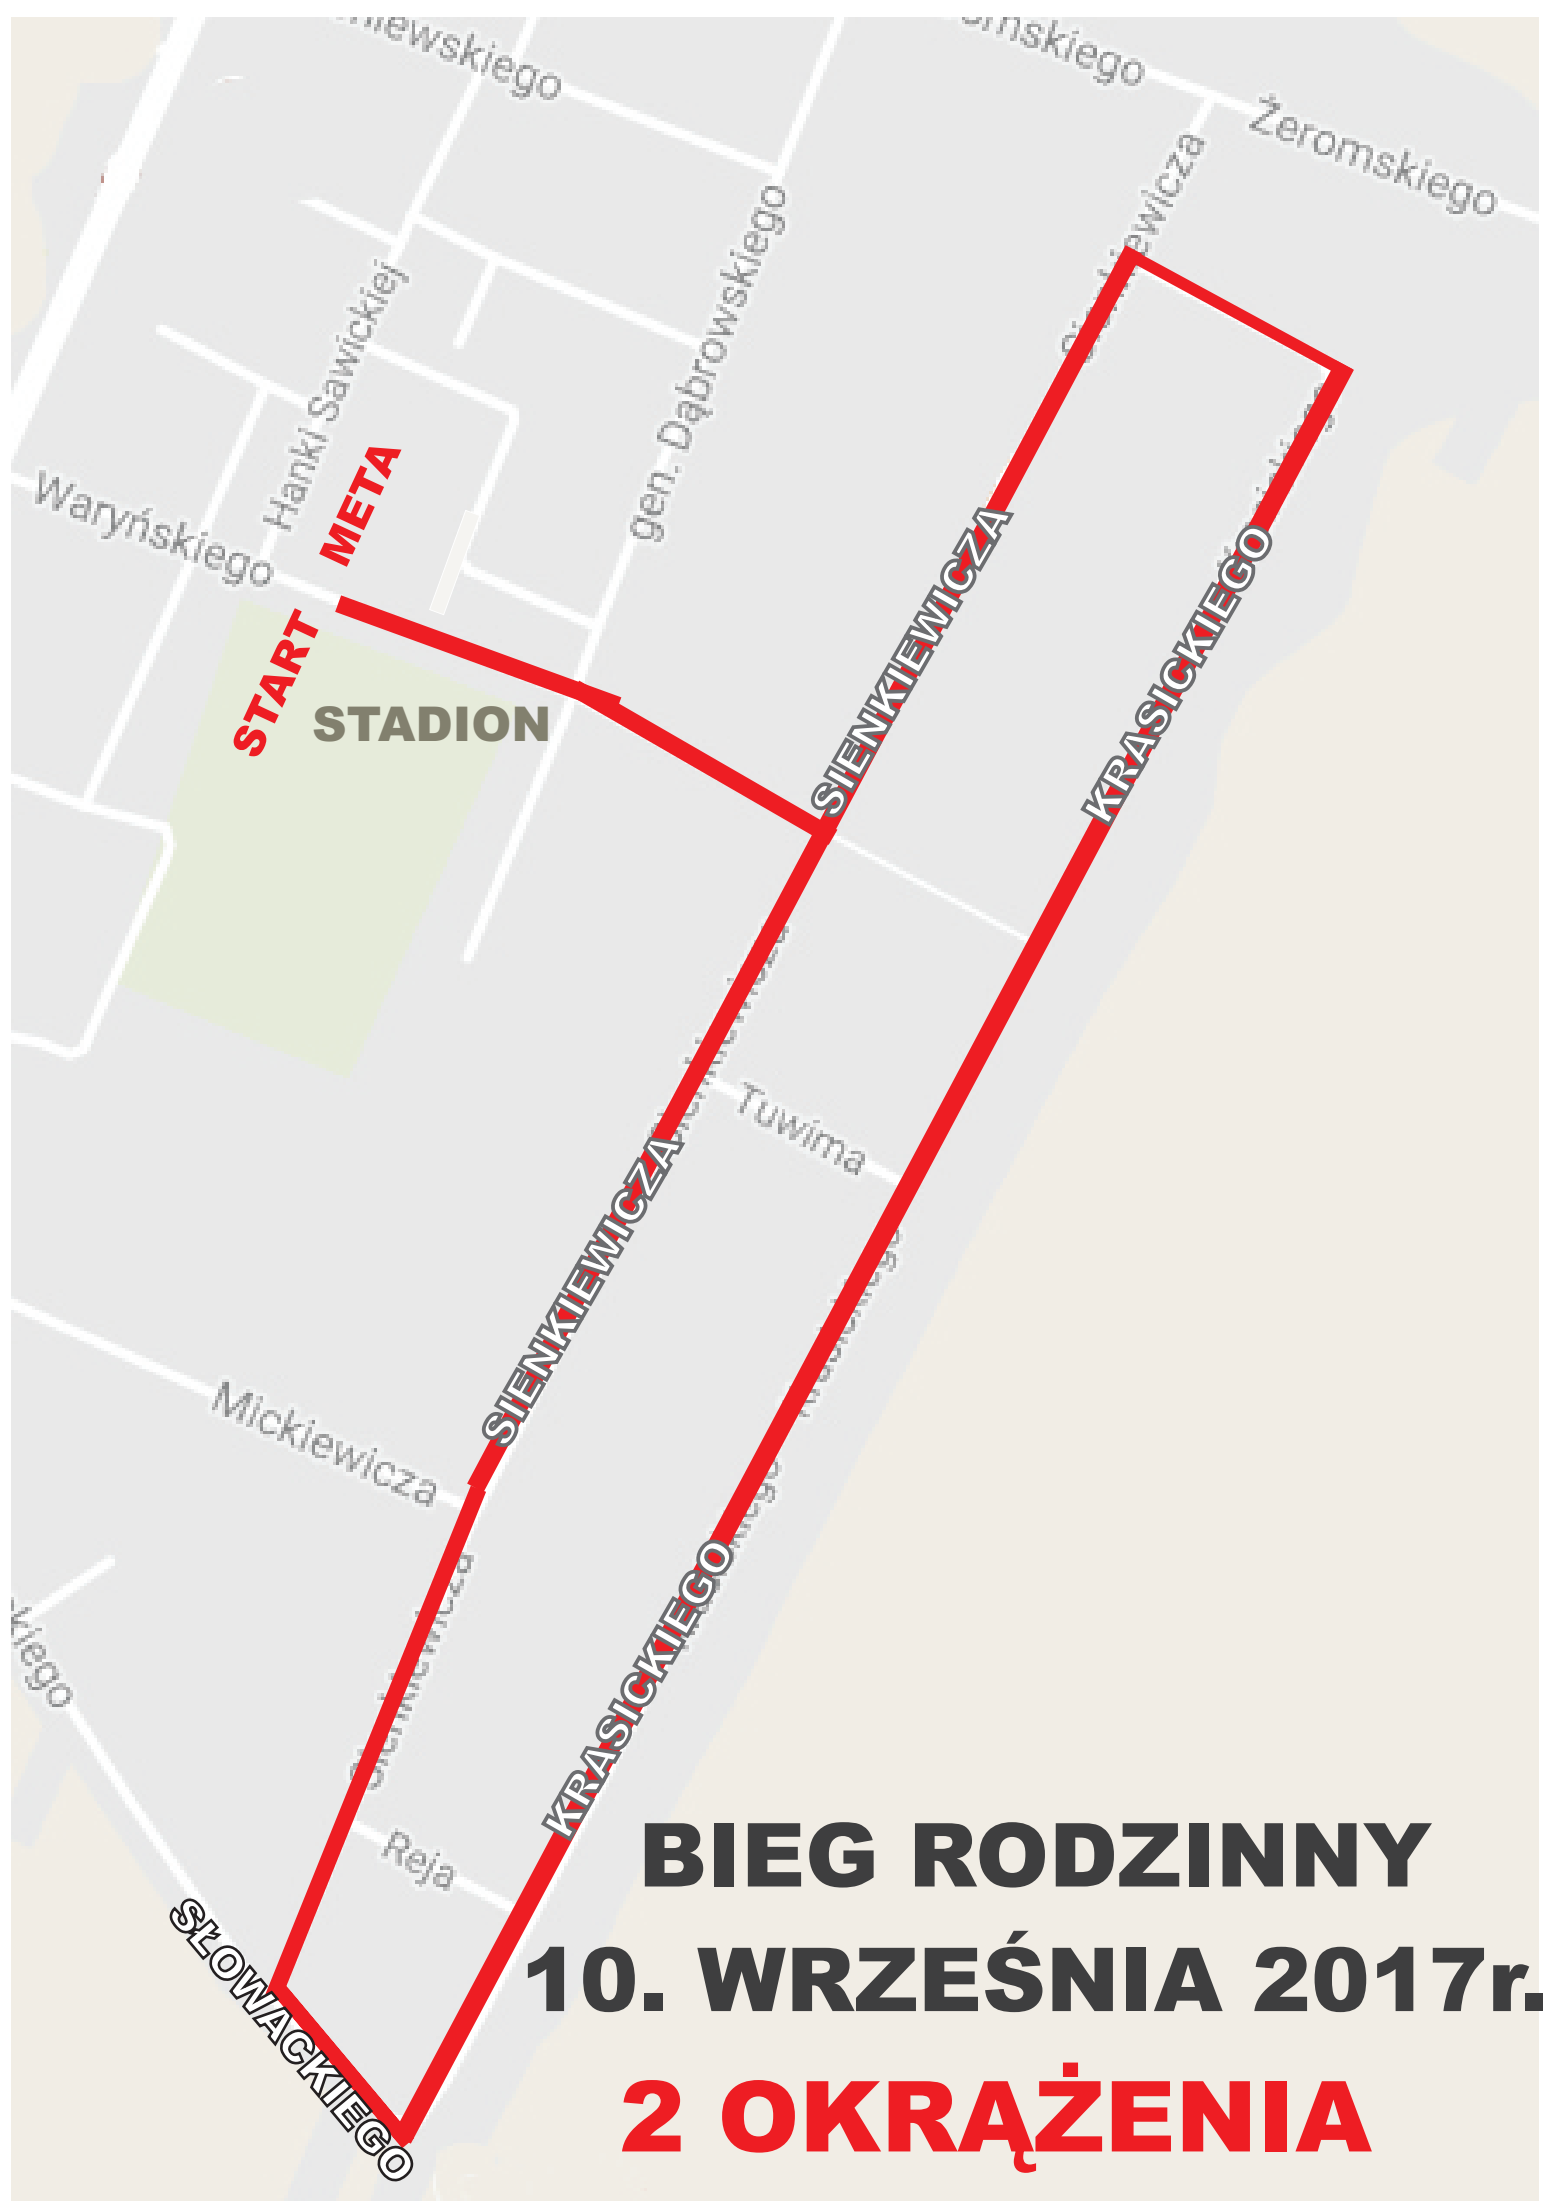 Żeromskiego
Hanki Sawickiej
gen. Dąbrowskiego
Waryńskiego
META
START
STADION
SIENKIEWICZA
KRASICKIEGO
Tuwima
SIENKIEWICZA
Mickiewicza
Sienkiewicza
KRASICKIEGO
Reja
SŁOWACKIEGO
BIEG RODZINNY
10. WRZEŚNIA 2017r.
2 OKRĄŻENIA